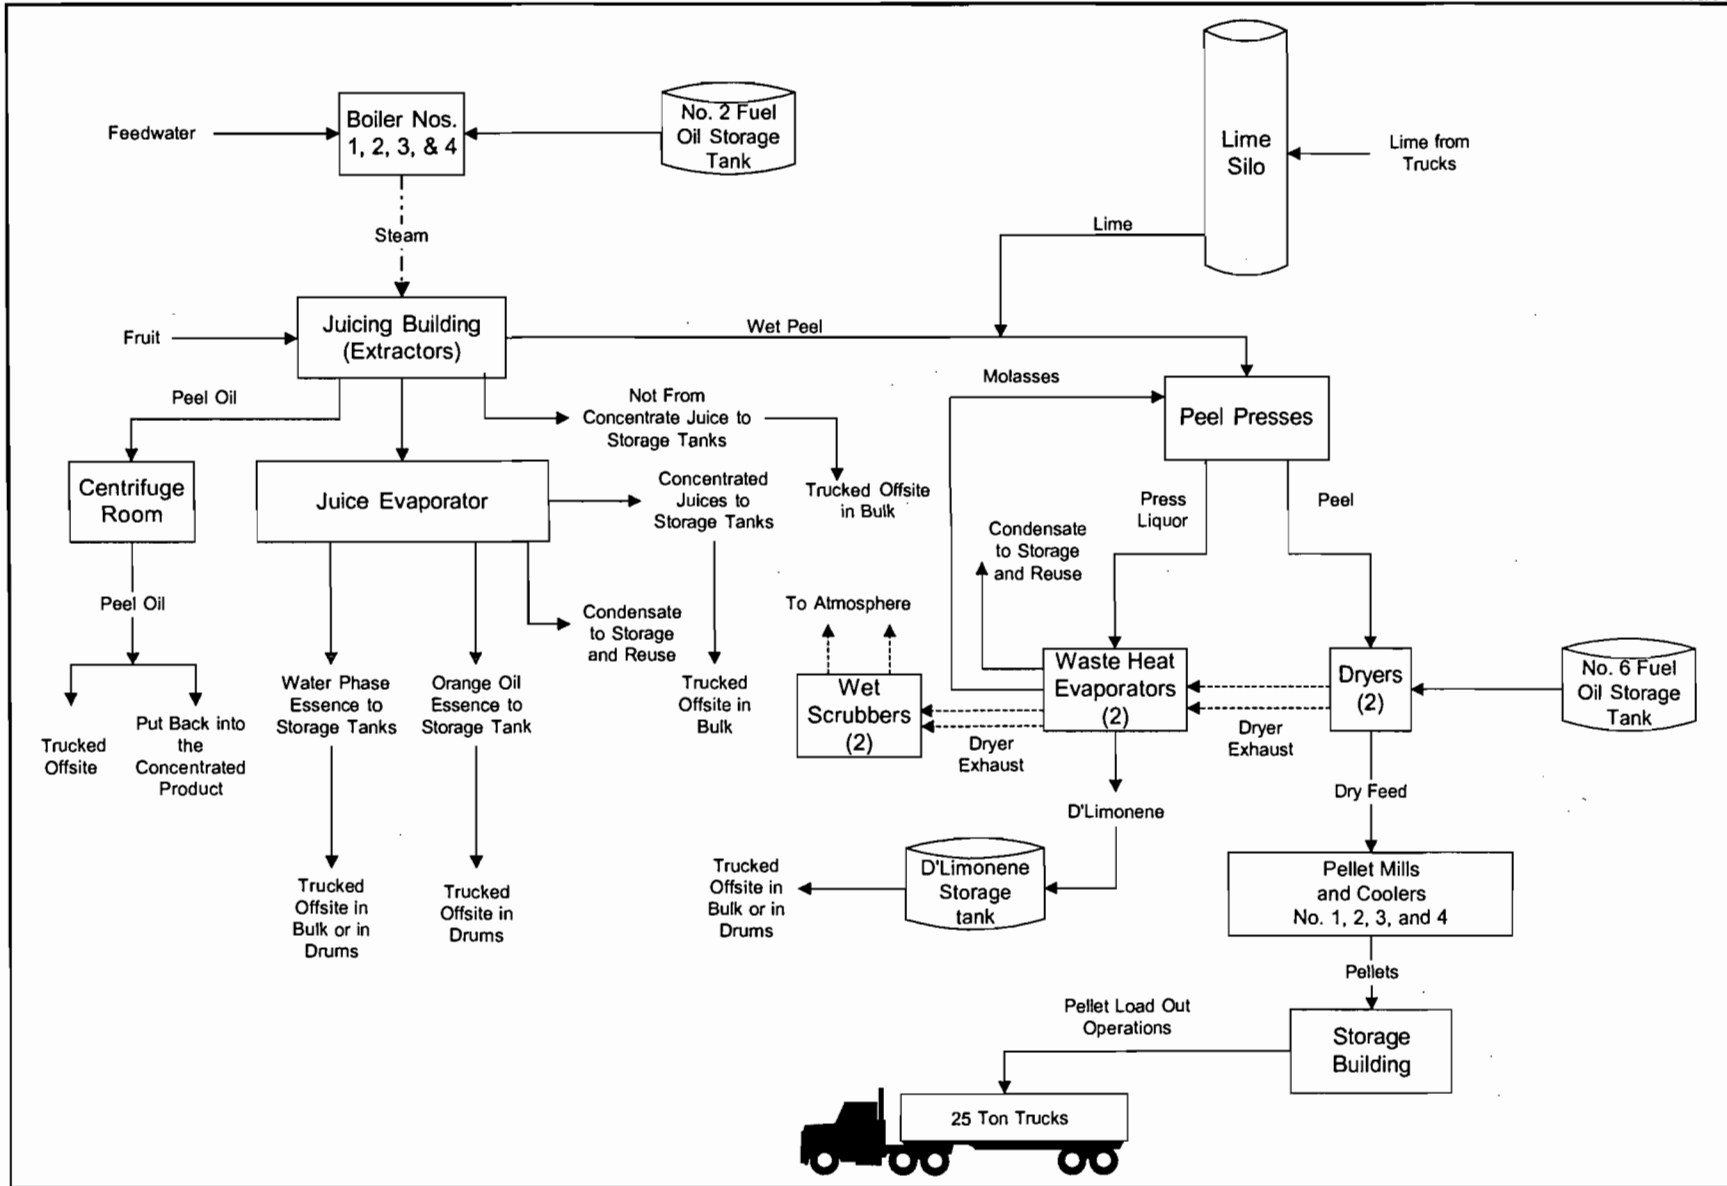 Feedwater
Boiler Nos.
1, 2, 3, & 4
No. 2 Fuel
Oil Storage
Tank
Lime
Silo
Lime from
Trucks
Steam
Lime
Fruit
Juicing Building
(Extractors)
Wet Peel
Peel Oil
Not From
Concentrate Juice to
Storage Tanks
Molasses
Peel Presses
Centrifuge
Room
Juice Evaporator
Concentrated
Juices to
Storage Tanks
Trucked Offsite
in Bulk
Press
Liquor
Peel
Condensate
to Storage
and Reuse
Peel Oil
Condensate
to Storage
and Reuse
To Atmosphere
Trucked
Offsite
Put Back into
the
Concentrated
Product
Water Phase
Essence to
Storage Tanks
Orange Oil
Essence to
Storage Tank
Trucked
Offsite in
Bulk
Wet
Scrubbers
(2)
Dryer
Exhaust
Waste Heat
Evaporators
(2)
Dryer
Exhaust
Dryers
(2)
No. 6 Fuel
Oil Storage
Tank
D'Limonene
Dry Feed
Trucked
Offsite in
Bulk or in
Drums
Trucked
Offsite in
Drums
Trucked
Offsite in
Bulk or in
Drums
D'Limonene
Storage
tank
Pellet Mills
and Coolers
No. 1, 2, 3, and 4
Pellets
Pellet Load Out
Operations
Storage
Building
25 Ton Trucks